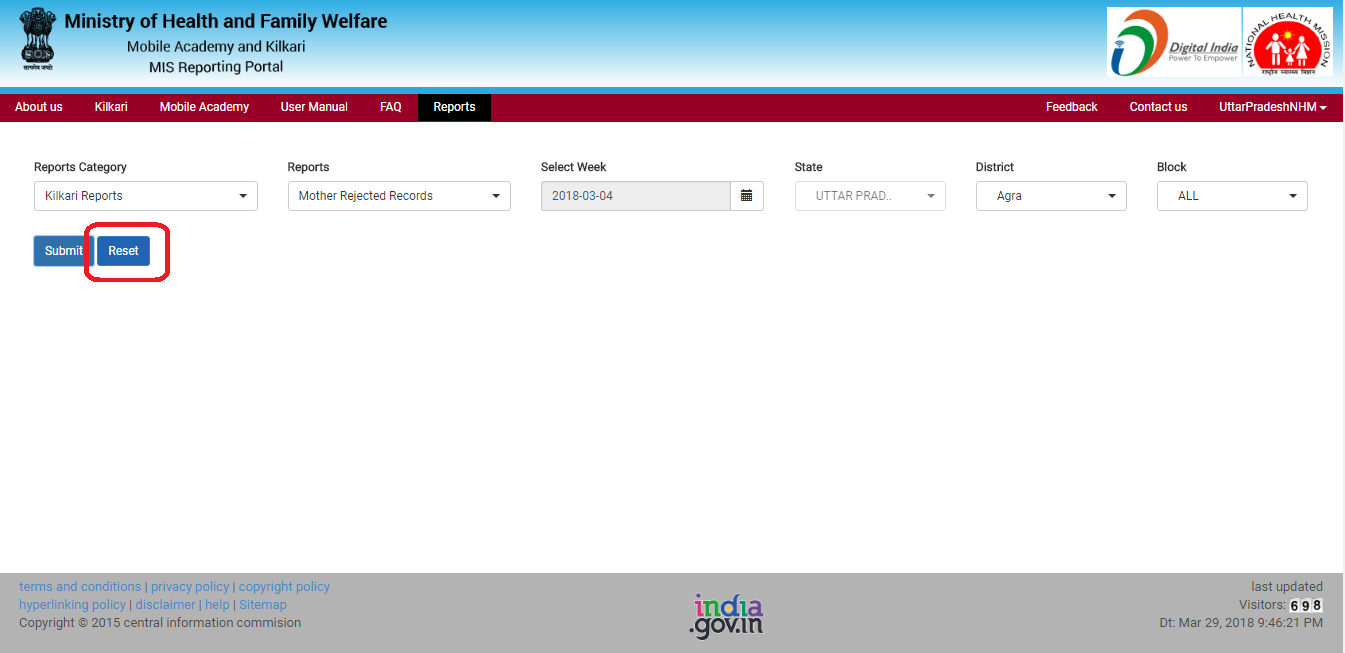 Ministry of Health and Family Welfare
Mobile Academy and Kilkari
MIS Reporting Portal
सत्यमेव जयते
Digital India
Power To Empower
NATIONAL HEALTH MISSION
राष्ट्रीय स्वास्थ्य मिशन
About us Kilkari Mobile Academy User Manual FAQ Reports Feedback Contact us UttarPradeshNHM
Reports Category Reports Select Week State District Block
Kilkari Reports Mother Rejected Records 2018-03-04 UTTAR PRAD.. Agra ALL
Submit Reset
terms and conditions | privacy policy | copyright policy
hyperlinking policy | disclaimer | help | Sitemap
Copyright © 2015 central information commision
india
.gov.in
last updated
Visitors: 698
Dt: Mar 29, 2018 9:46:21 PM